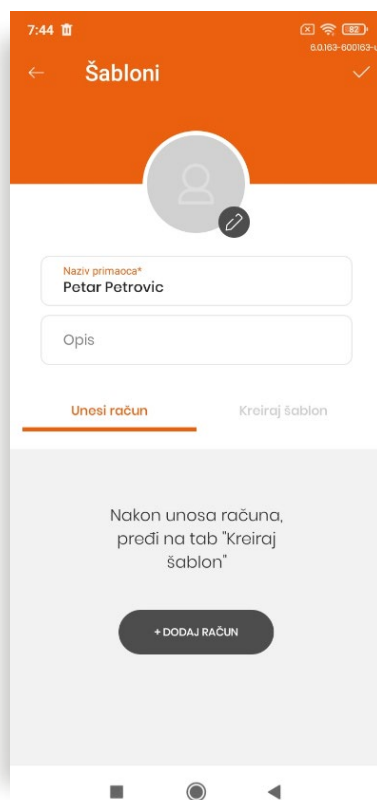 7:44
82
6.0.163-600163-u
Šabloni
Naziv primaoca*
Petar Petrovic
Opis
Unesi račun
Kreiraj šablon
Nakon unosa računa,
pređi na tab "Kreiraj
šablon"
+ DODAJ RAČUN